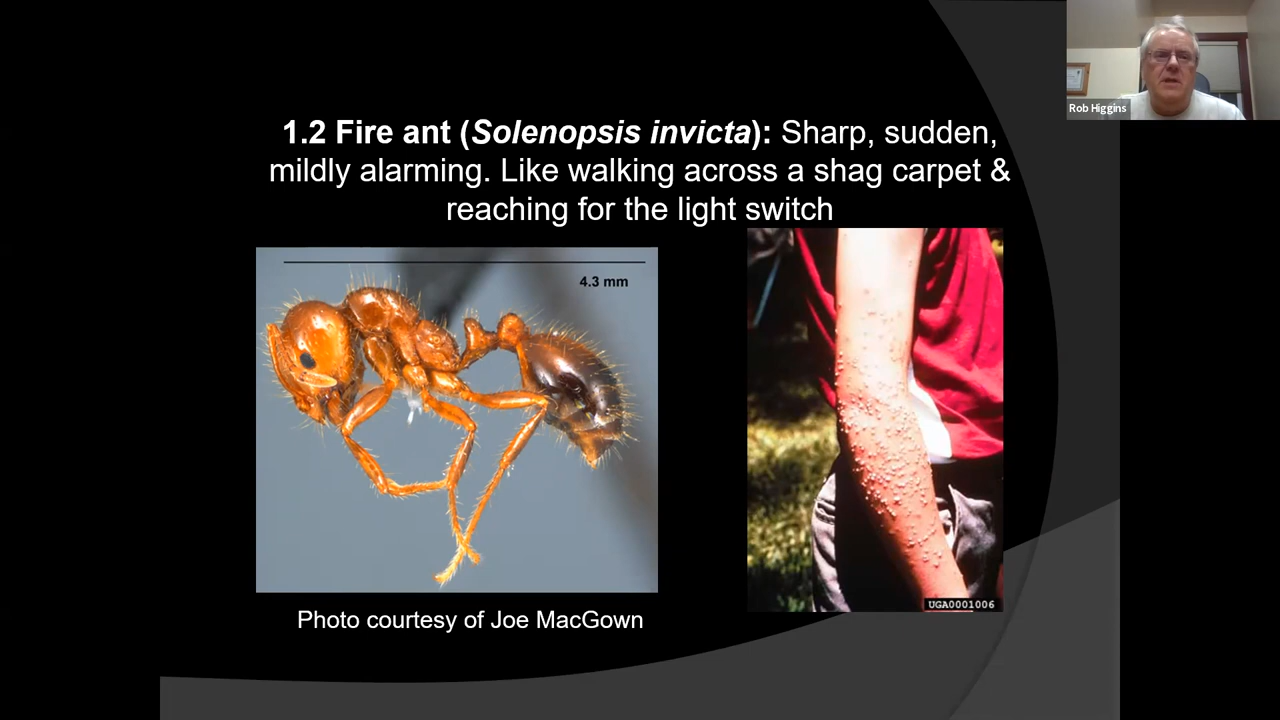 Rob Higgins
1.2 Fire ant (Solenopsis invicta): Sharp, sudden,
mildly alarming. Like walking across a shag carpet &
reaching for the light switch
4.3 mm
UGA0001006
Photo courtesy of Joe MacGown